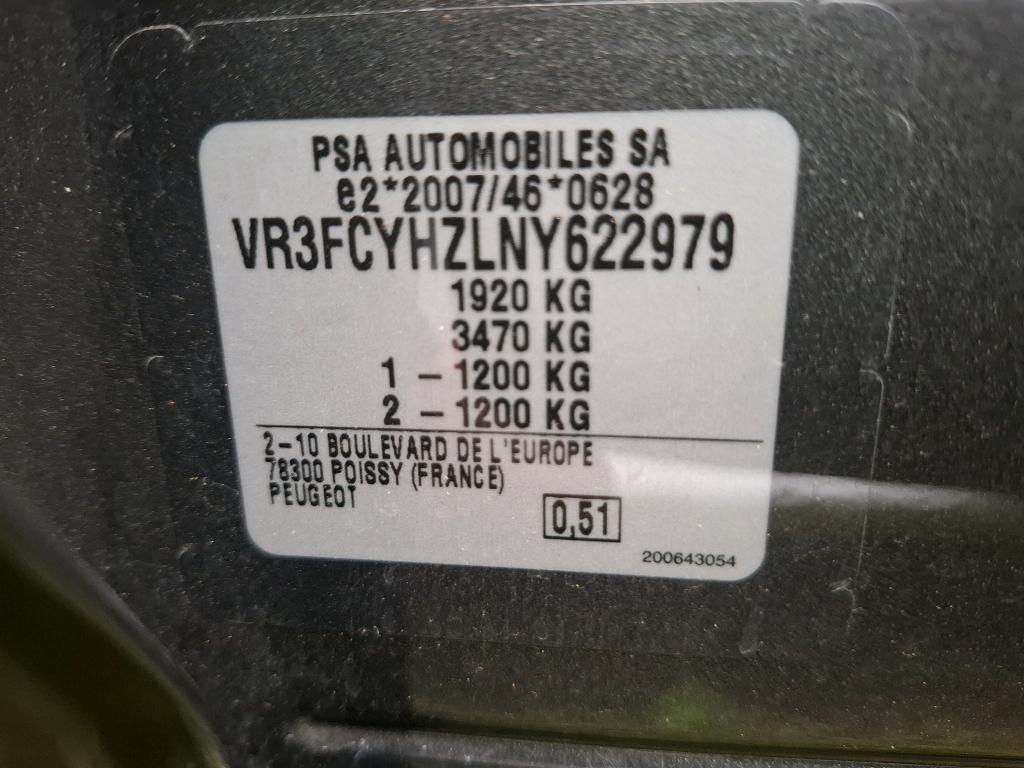 PSA AUTOMOBILES SA
e2*2007/46*0628
VR3FCYHZLNY622979
1920 KG
3470 KG
1 - 1200 KG
2 - 1200 KG
2-10 BOULEVARD DE L'EUROPE
78300 POISSY (FRANCE)
PEUGEOT
0,51
200643054